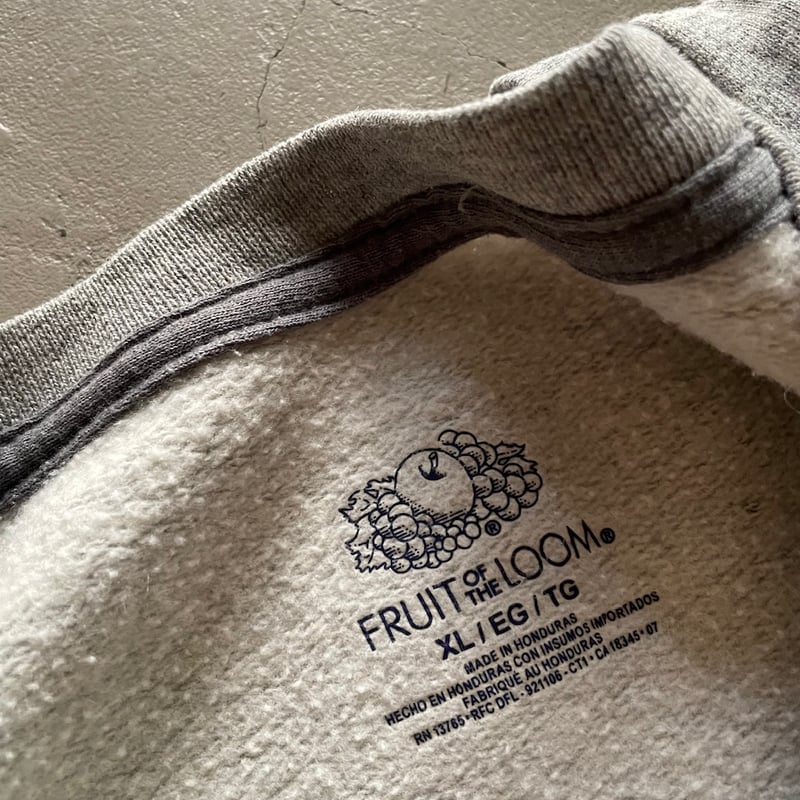 ®
FRUIT OF THE LOOM®
XL / EG / TG
MADE IN HONDURAS
HECHO EN HONDURAS CON INSUMOS IMPORTADOS
FABRIQUE AU HONDURAS
RN 13765 • RFC DFL - 921106 - CT1 • CA 18345 • 07